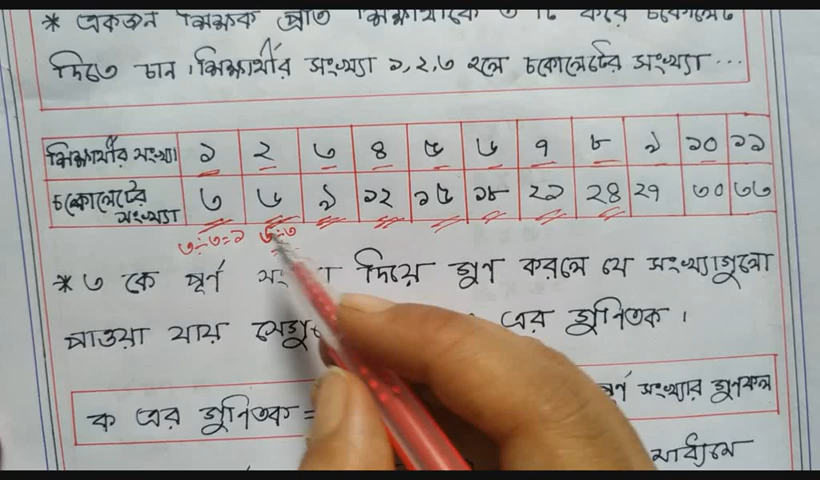 * একজন শিক্ষক প্রতি শিক্ষার্থীকে ৩ টি করে চকোলেট
দিতে চান। শিক্ষার্থীর সংখ্যা ১,২,৩ হলে চকোলেটের সংখ্যা...
শিক্ষার্থীর সংখ্যা ১ ২ ৩ ৪ ৫ ৬ ৭ ৮ ৯ ১০ ১১
চকোলেটের সংখ্যা ৩ ৬ ৯ ১২ ১৫ ১৮ ২১ ২৪ ২৭ ৩০ ৩৩
৩÷৩=১ ৬÷৩
* ৩ কে পূর্ণ দিয়ে গুণ করলে যে সংখ্যাগুলো
পাওয়া যায় এর গুণিতক।
ক এর গুণিতক = সংখ্যার গুণফল
মাধ্যমে